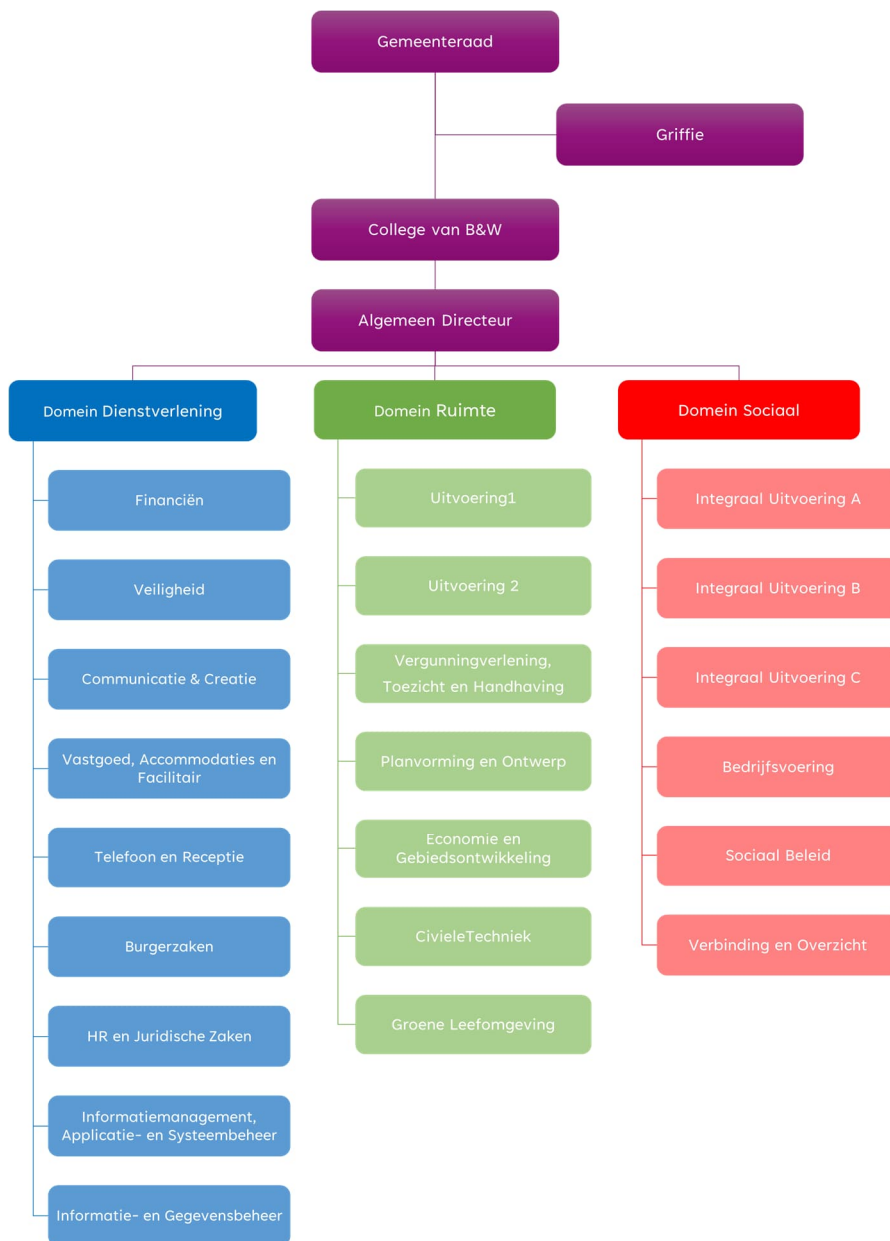 Gemeenteraad
Griffie
College van B&W
Algemeen Directeur
Domein Dienstverlening
Financiën
Veiligheid
Communicatie & Creatie
Vastgoed, Accommodaties en
Facilitair
Telefoon en Receptie
Burgerzaken
HR en Juridische Zaken
Informatiemanagement,
Applicatie- en Systeembeheer
Informatie- en Gegevensbeheer
Domein Ruimte
Uitvoering1
Uitvoering 2
Vergunningverlening,
Toezicht en Handhaving
Planvorming en Ontwerp
Economie en
Gebiedsontwikkeling
CivieleTechniek
Groene Leefomgeving
Domein Sociaal
Integraal Uitvoering A
Integraal Uitvoering B
Integraal Uitvoering C
Bedrijfsvoering
Sociaal Beleid
Verbinding en Overzicht